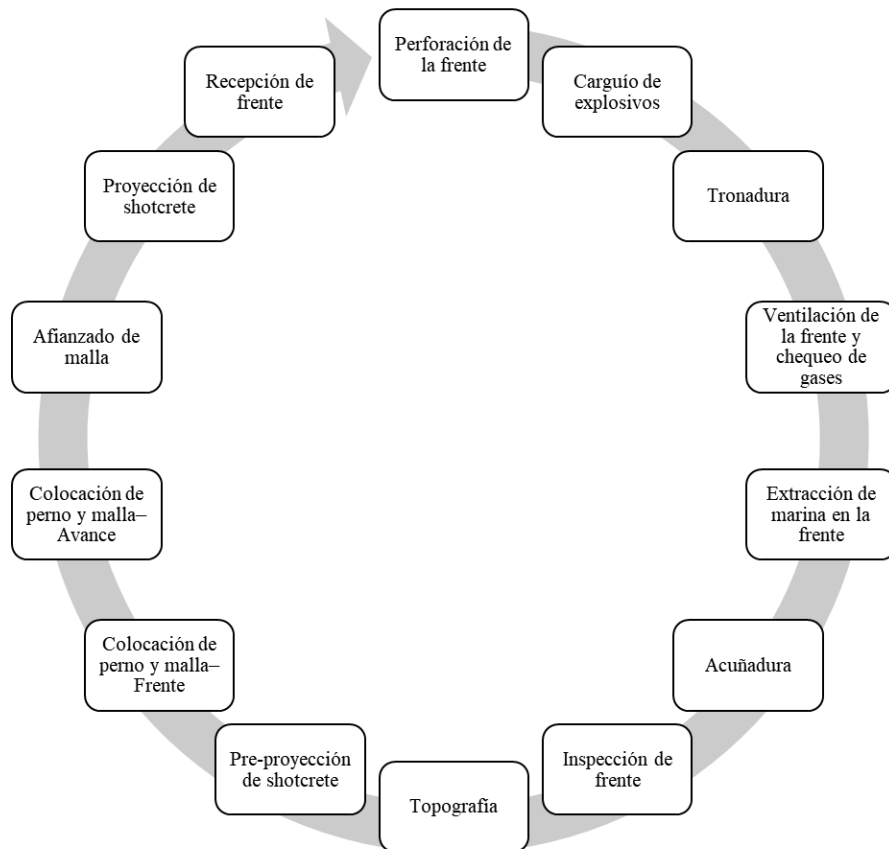 Perforación de
la frente
Carguío de
explosivos
Tronadura
Ventilación de
la frente y
chequeo de
gases
Extracción de
marina en la
frente
Acuñadura
Inspección de
frente
Topografía
Pre-proyección
de shotcrete
Colocación de
perno y malla–
Frente
Colocación de
perno y malla–
Avance
Afianzado de
malla
Proyección de
shotcrete
Recepción de
frente